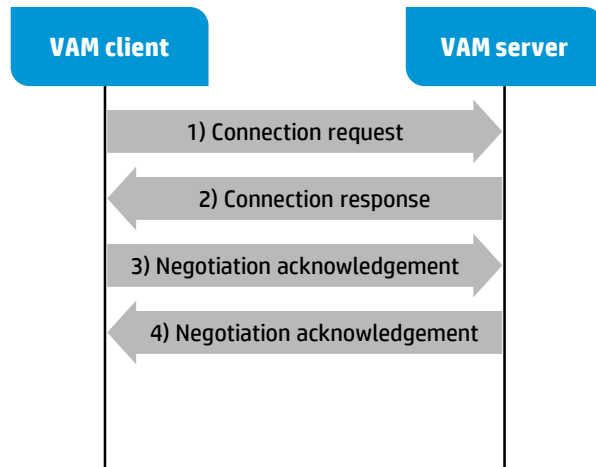 VAM client
VAM server
1) Connection request
2) Connection response
3) Negotiation acknowledgement
4) Negotiation acknowledgement